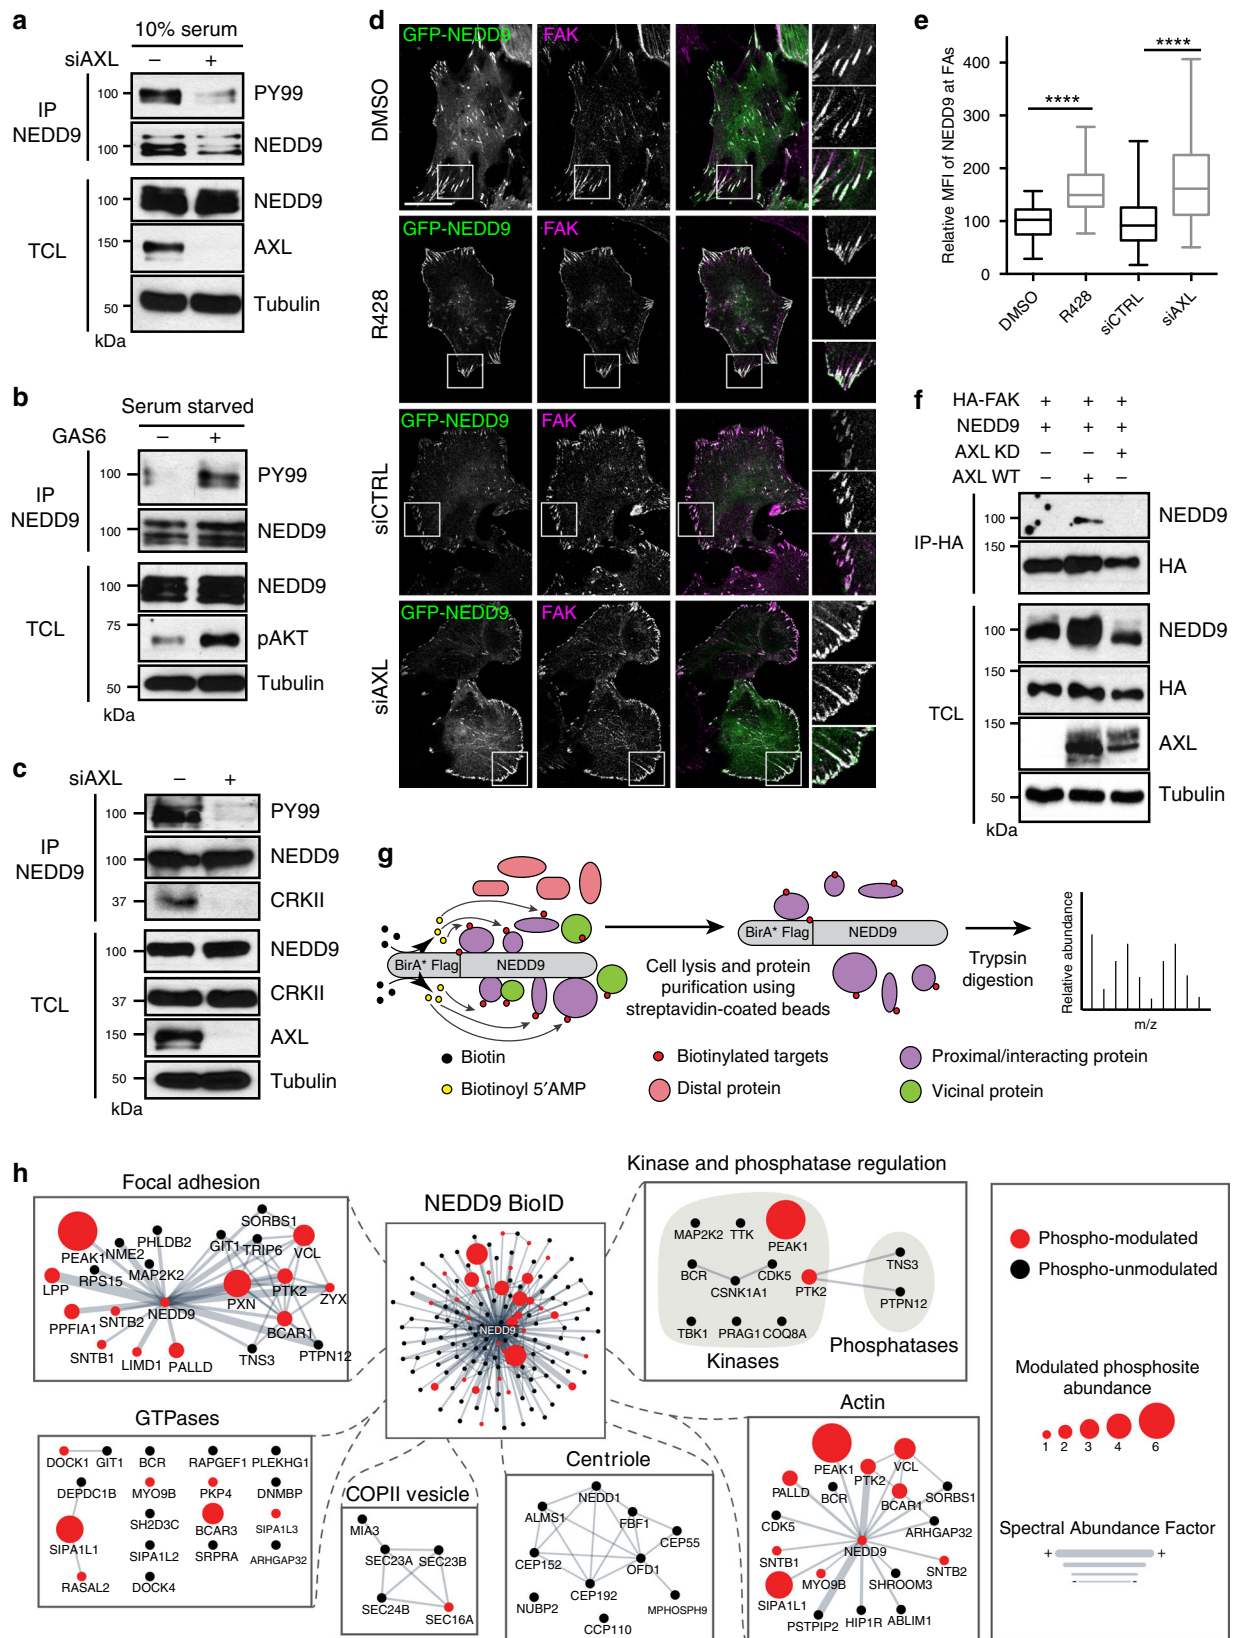 a
10% serum
siAXL – +
IP NEDD9
100 PY99
100 NEDD9
TCL
NEDD9
150 AXL
50 Tubulin
kDa
b
Serum starved
GAS6 – +
IP NEDD9
100 PY99
100 NEDD9
TCL
100 NEDD9
75 pAKT
50 Tubulin
kDa
c
siAXL – +
IP NEDD9
100 PY99
100 NEDD9
37 CRKII
TCL
100 NEDD9
37 CRKII
150 AXL
50 Tubulin
kDa
d
GFP-NEDD9 FAK
DMSO
GFP-NEDD9 FAK
R428
GFP-NEDD9 FAK
siCTRL
GFP-NEDD9 FAK
siAXL
e
Relative MFI of NEDD9 at FAs
400
300
200
100
0
**** ****
DMSO R428 siCTRL siAXL
f
HA-FAK + + +
NEDD9 + + +
AXL KD – – +
AXL WT – + –
IP-HA
100 NEDD9
150 HA
TCL
100 NEDD9
150 HA
150 AXL
50 Tubulin
kDa
g
BirA* Flag NEDD9
Cell lysis and protein
purification using
streptavidin-coated beads
BirA* Flag NEDD9
Trypsin
digestion
Relative abundance
m/z
Biotin
Biotinylated targets
Proximal/interacting protein
Biotinoyl 5′AMP
Distal protein
Vicinal protein
h
Focal adhesion
SORBS1
PHLDB2
GIT1 TRIP6
VCL
PEAK1
NME2
MAP2K2
RPS15
LPP
PXN
PTK2
ZYX
NEDD9
PPFIA1
SNTB2
BCAR1
SNTB1
LIMD1
PALLD
TNS3
PTPN12
NEDD9 BioID
NEDD9
Kinase and phosphatase regulation
MAP2K2 TTK
PEAK1
BCR
CSNK1A1
CDK5
PTK2
TNS3
PTPN12
TBK1 PRAG1 COQ8A
Kinases
Phosphatases
Phospho-modulated
Phospho-unmodulated
Modulated phosphosite
abundance
1 2 3 4 6
Spectral Abundance Factor
+ +
- -
GTPases
DOCK1 GIT1 BCR RAPGEF1 PLEKHG1
DEPDC1B
MYO9B PKP4 DNMBP
SH2D3C
BCAR3
SIPA1L3
SIPA1L1
SIPA1L2 SRPRA ARHGAP32
RASAL2
DOCK4
COPII vesicle
MIA3
SEC23A SEC23B
SEC24B
SEC16A
Centriole
NEDD1
ALMS1
FBF1
CEP55
CEP152
OFD1
CEP192
NUBP2
MPHOSPH9
CCP110
Actin
PEAK1
VCL
PTK2
PALLD
BCR
BCAR1
SORBS1
CDK5
ARHGAP32
NEDD9
SNTB1
SNTB2
MYO9B
SHROOM3
SIPA1L1
PSTPIP2
HIP1R
ABLIM1